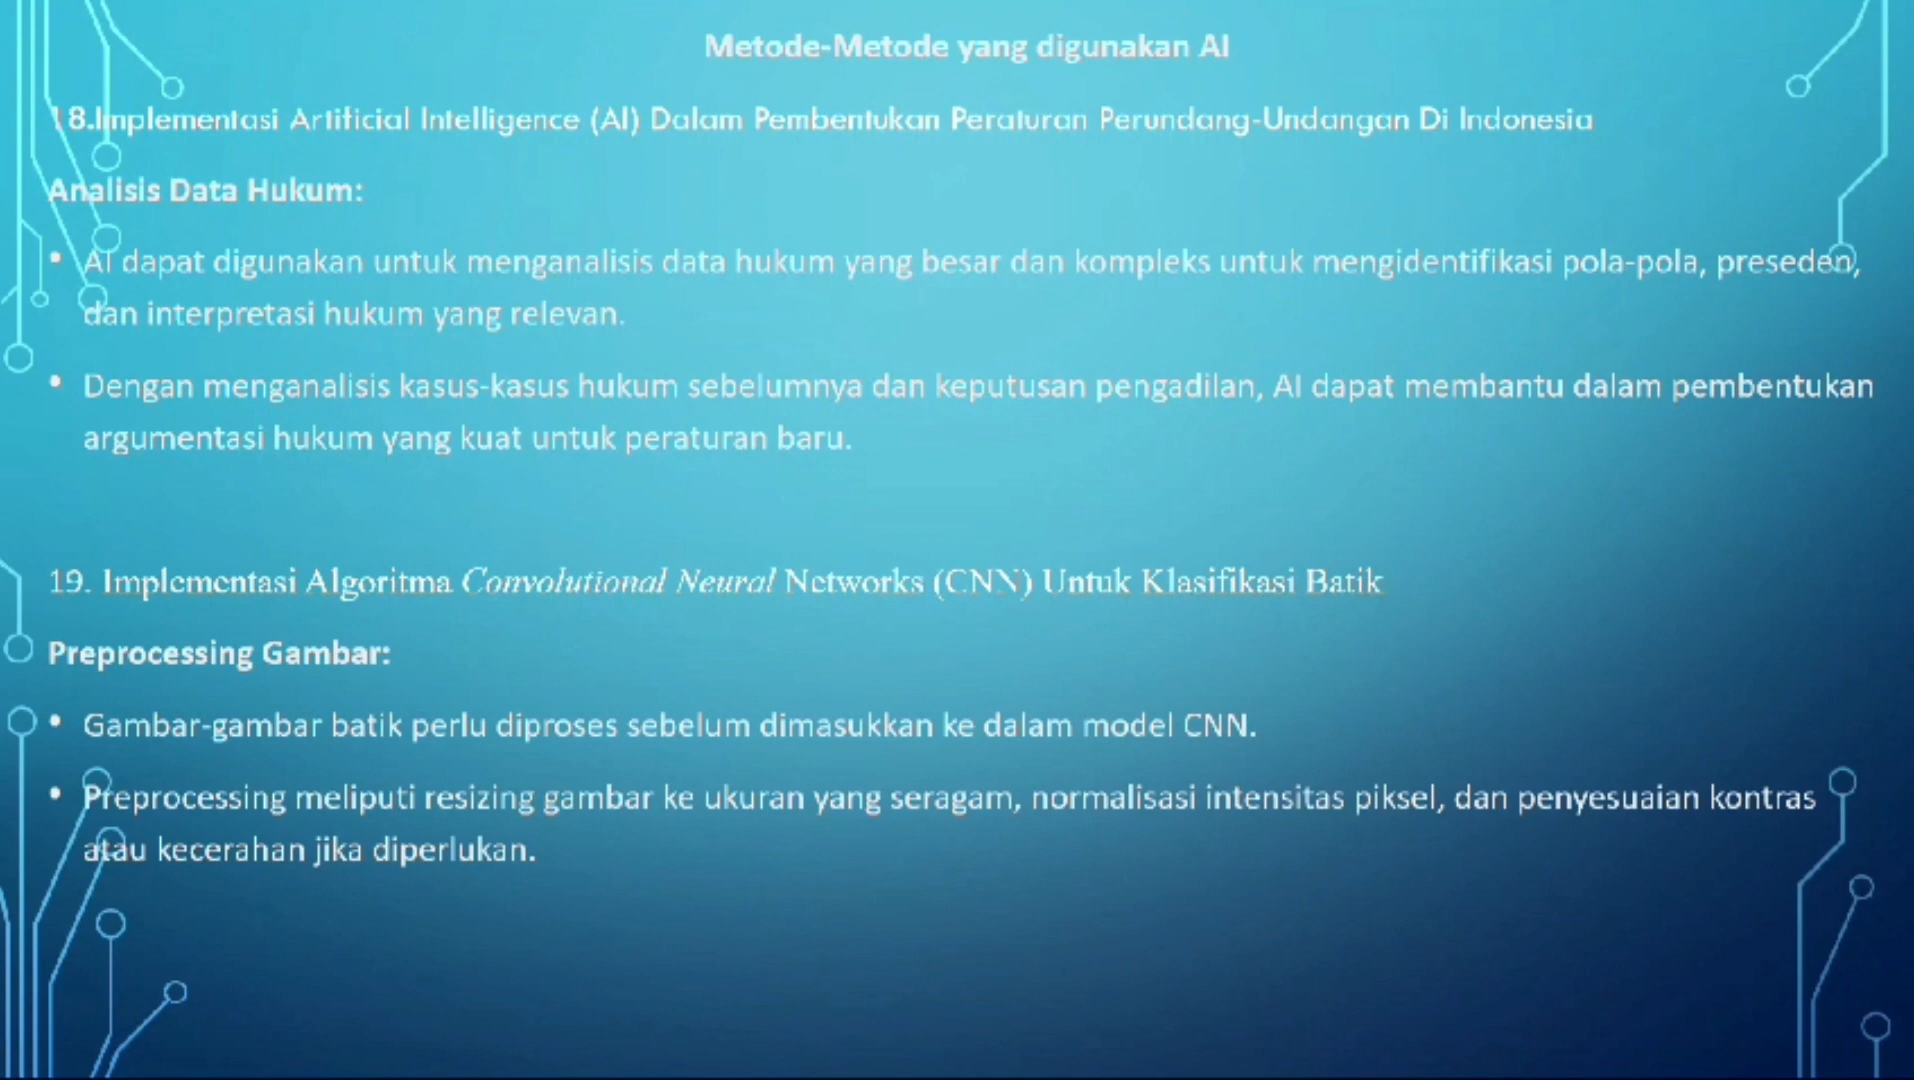 Metode-Metode yang digunakan AI
18.Implementasi Artificial Intelligence (AI) Dalam Pembentukan Peraturan Perundang-Undangan Di Indonesia
Analisis Data Hukum:
• AI dapat digunakan untuk menganalisis data hukum yang besar dan kompleks untuk mengidentifikasi pola-pola, preseden,
dan interpretasi hukum yang relevan.
• Dengan menganalisis kasus-kasus hukum sebelumnya dan keputusan pengadilan, AI dapat membantu dalam pembentukan
argumentasi hukum yang kuat untuk peraturan baru.
19. Implementasi Algoritma Convolutional Neural Networks (CNN) Untuk Klasifikasi Batik
Preprocessing Gambar:
• Gambar-gambar batik perlu diproses sebelum dimasukkan ke dalam model CNN.
• Preprocessing meliputi resizing gambar ke ukuran yang seragam, normalisasi intensitas piksel, dan penyesuaian kontras
atau kecerahan jika diperlukan.